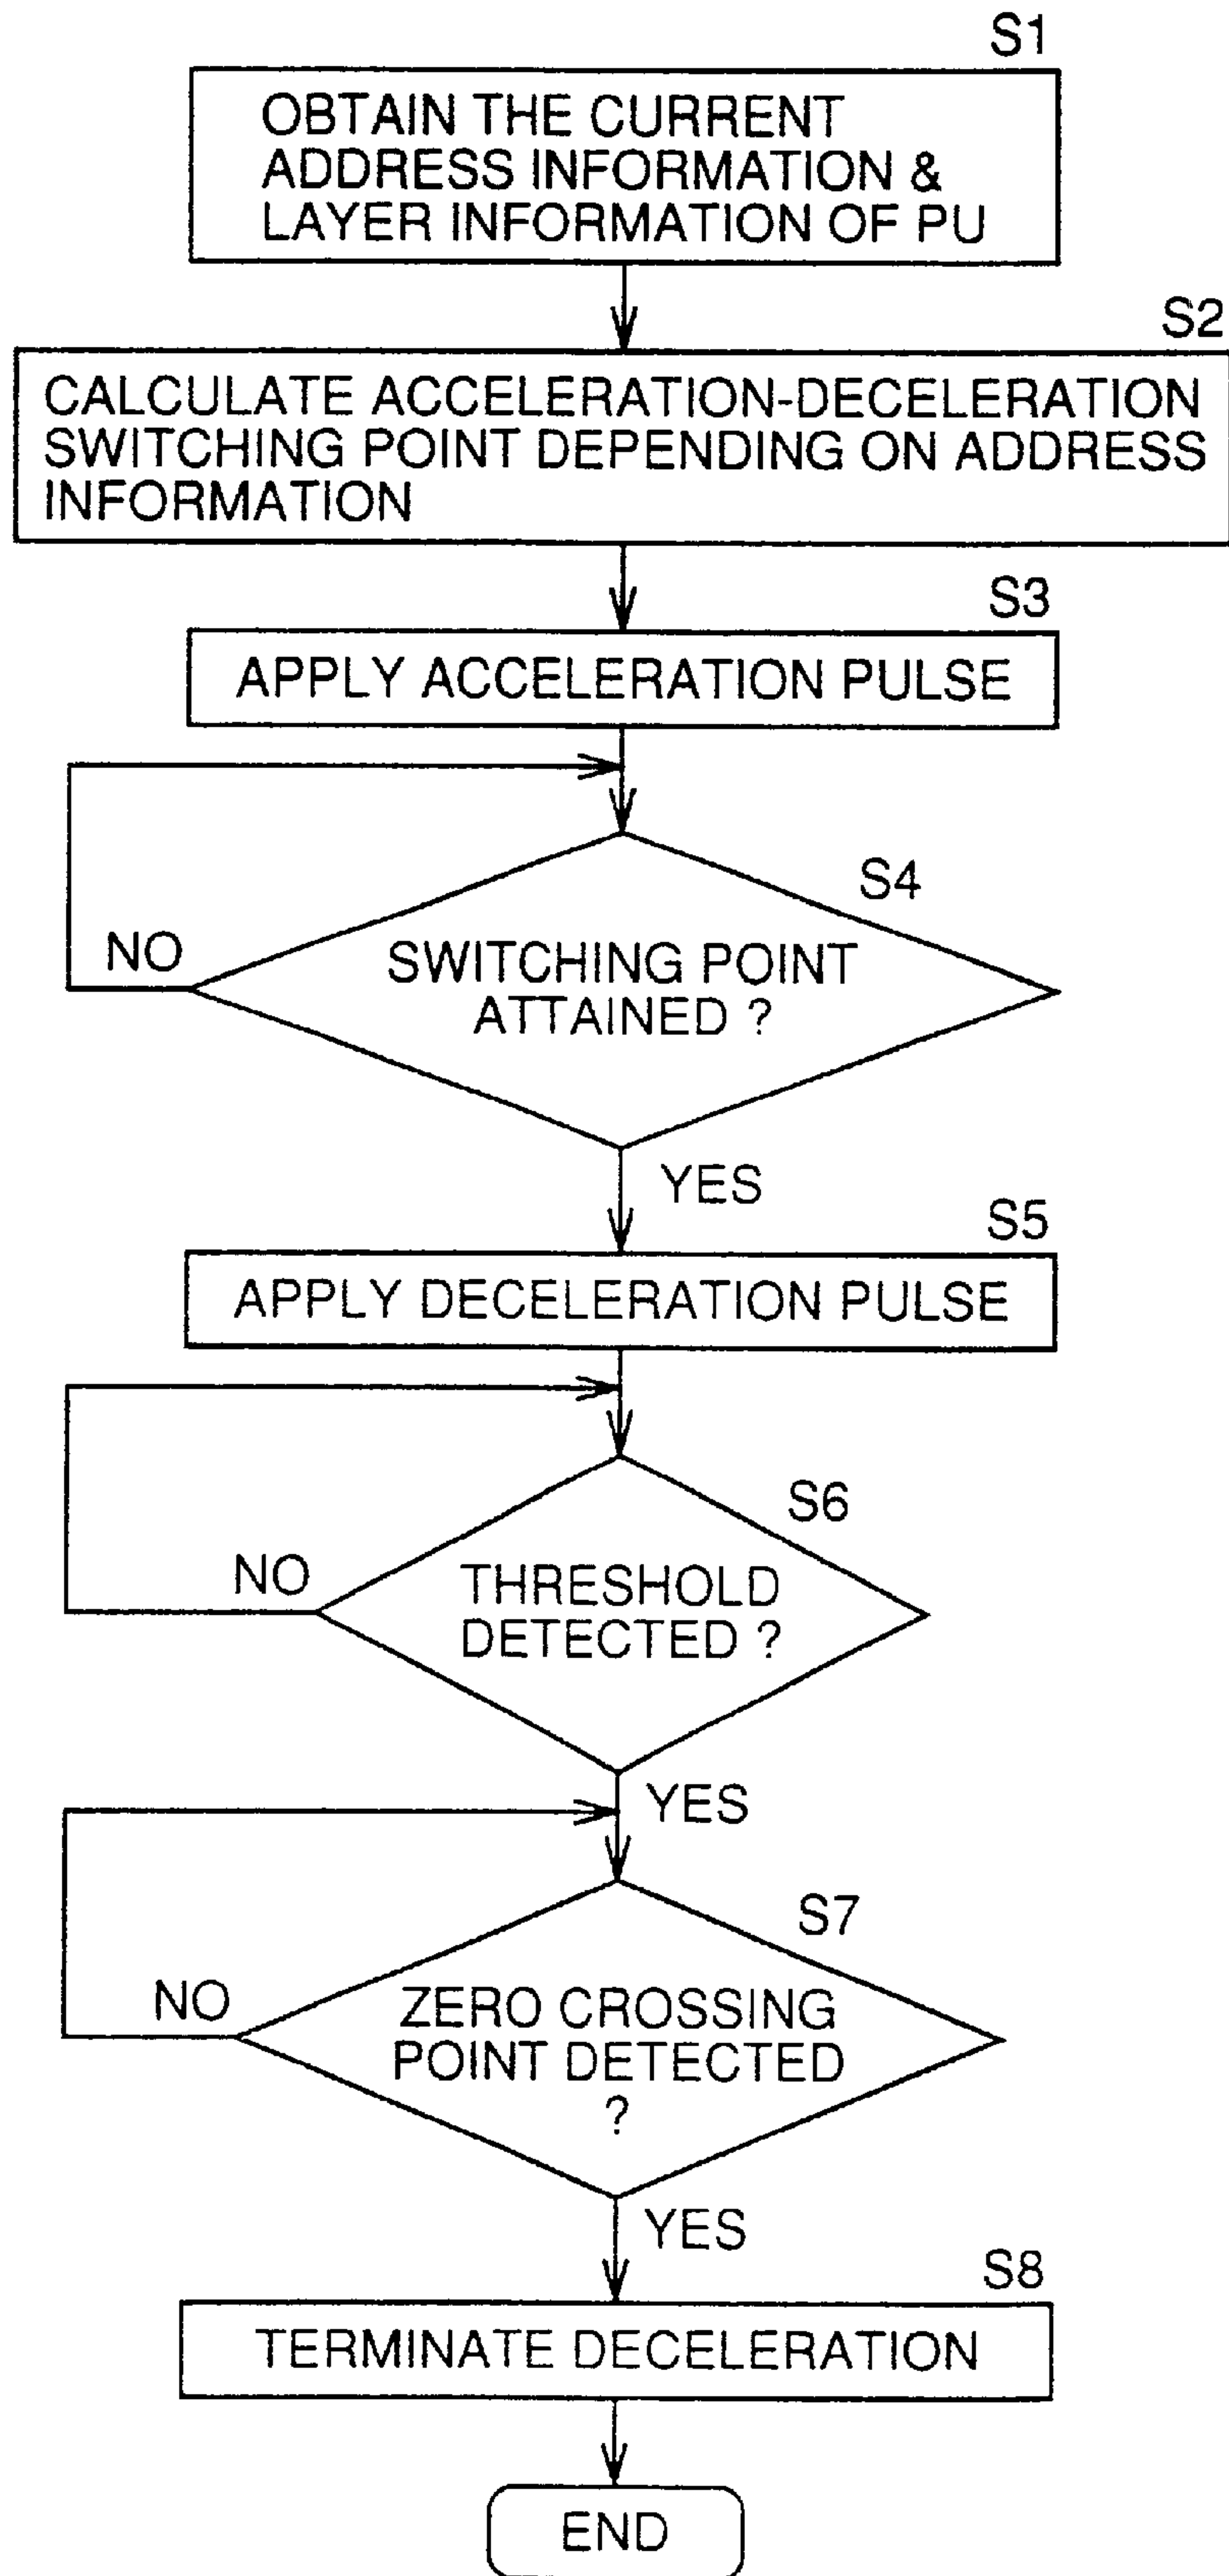 S1
OBTAIN THE CURRENT
ADDRESS INFORMATION &
LAYER INFORMATION OF PU
S2
CALCULATE ACCELERATION-DECELERATION
SWITCHING POINT DEPENDING ON ADDRESS
INFORMATION
S3
APPLY ACCELERATION PULSE
S4
NO
SWITCHING POINT
ATTAINED ?
YES
S5
APPLY DECELERATION PULSE
S6
NO
THRESHOLD
DETECTED ?
YES
S7
NO
ZERO CROSSING
POINT DETECTED
?
YES
S8
TERMINATE DECELERATION
END